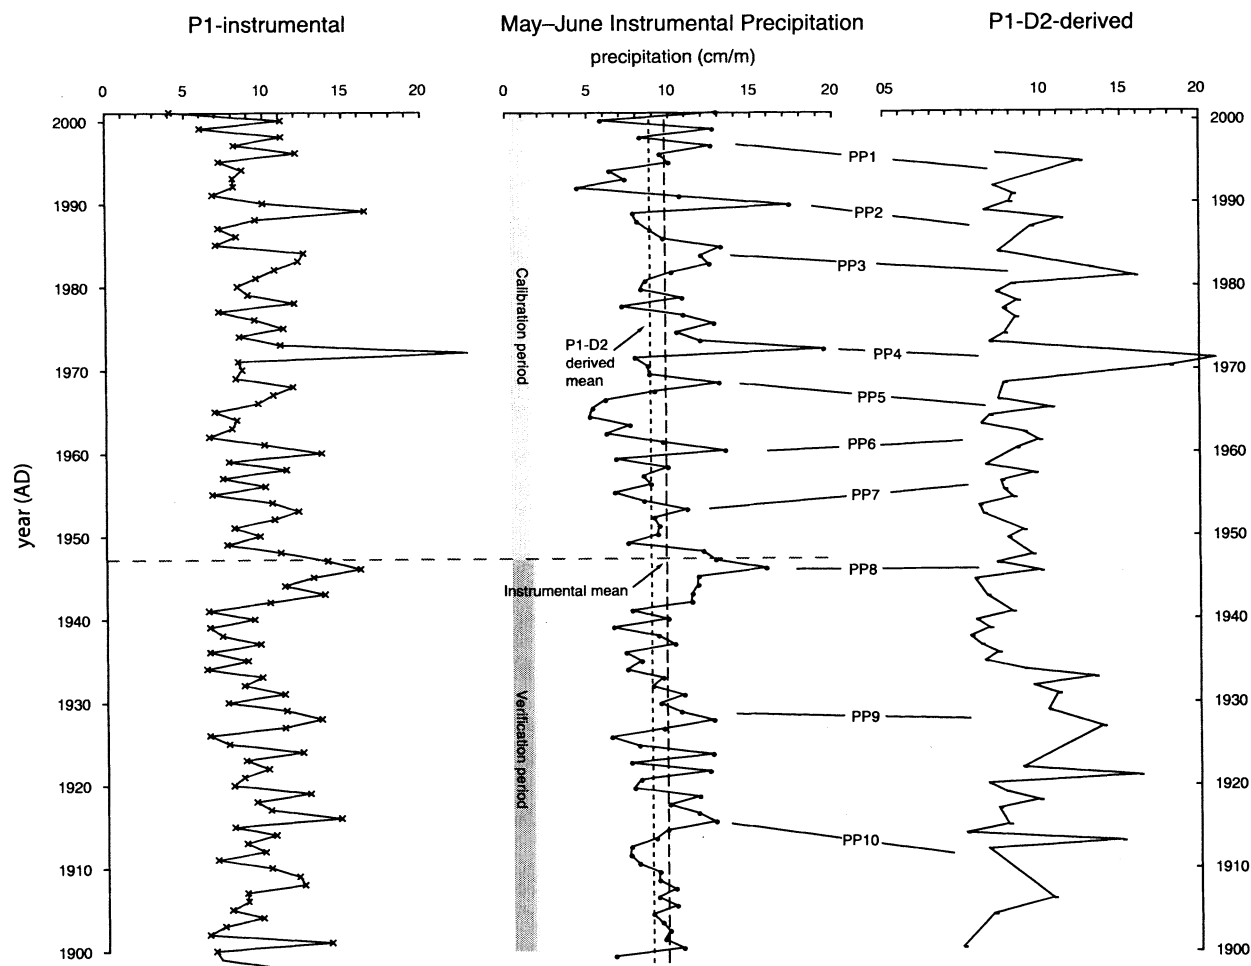 P1-instrumental
May–June Instrumental Precipitation
P1-D2-derived
precipitation (cm/m)
0 5 10 15 20
0 5 10 15 20
05 10 15 20
year (AD)
2000
1990
1980
1970
1960
1950
1940
1930
1920
1910
1900
Calibration period
Verification period
P1-D2
derived
mean
Instrumental mean
PP1
PP2
PP3
PP4
PP5
PP6
PP7
PP8
PP9
PP10
2000
1990
1980
1970
1960
1950
1940
1930
1920
1910
1900